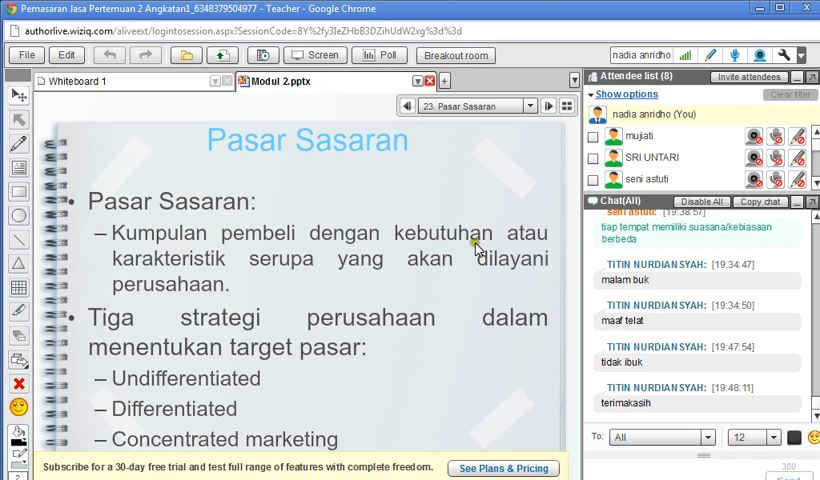 Pemasaran Jasa Pertemuan 2 Angkatan1_6348379504977 - Teacher - Google Chrome
authorlive.wiziq.com/aliveext/logintosession.aspx?SessionCode=8Y%2fy3IeZHbB3DZihUdW2xg%3d%3d
File Edit Screen Poll Breakout room nadia anridho
Whiteboard 1 Modul 2.pptx
23. Pasar Sasaran
Pasar Sasaran
• Pasar Sasaran:
– Kumpulan pembeli dengan kebutuhan atau
karakteristik serupa yang akan dilayani
perusahaan.
• Tiga strategi perusahaan dalam
menentukan target pasar:
– Undifferentiated
– Differentiated
– Concentrated marketing
Subscribe for a 30-day free trial and test full range of features with complete freedom. See Plans & Pricing
Attendee list (8) Invite attendees
Show options Clear filter
nadia anridho (You)
mujiati
SRI UNTARI
seni astuti
Chat(All) Disable All Copy chat
seni astuti: [19:38:57]
tiap tempat memiliki suasana/kebiasaan
berbeda
TITIN NURDIANSYAH: [19:34:47]
malam buk
TITIN NURDIANSYAH: [19:34:50]
maaf telat
TITIN NURDIANSYAH: [19:47:54]
tidak ibuk
TITIN NURDIANSYAH: [19:48:11]
terimakasih
To: All 12
300
Send
2